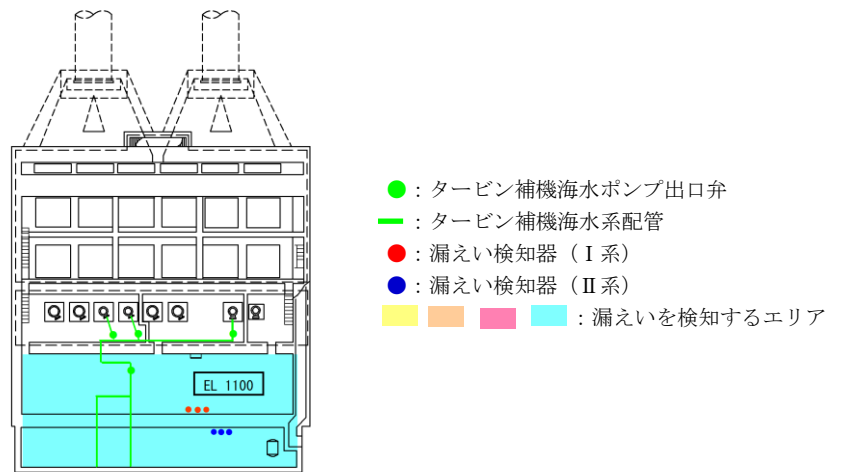 ●：タービン補機海水ポンプ出口弁
━：タービン補機海水系配管
●：漏えい検知器（Ⅰ系）
●：漏えい検知器（Ⅱ系）
：漏えいを検知するエリア
EL 1100